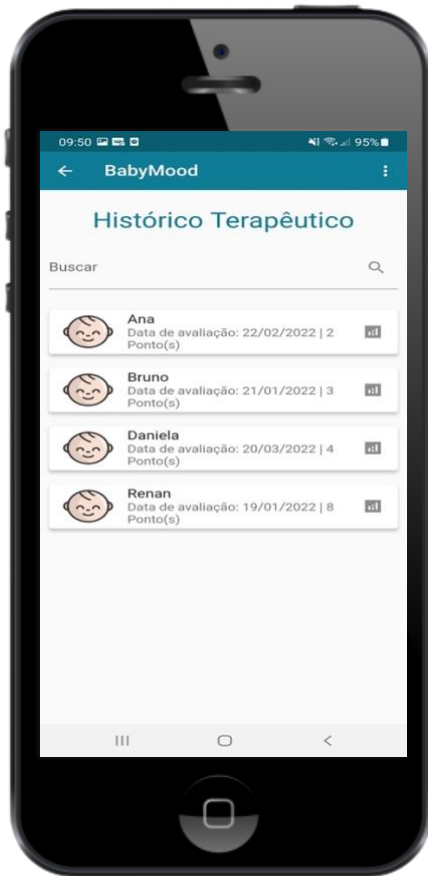 09:50
95%
BabyMood
Histórico Terapêutico
Buscar
Ana
Data de avaliação: 22/02/2022 | 2
Ponto(s)
Bruno
Data de avaliação: 21/01/2022 | 3
Ponto(s)
Daniela
Data de avaliação: 20/03/2022 | 4
Ponto(s)
Renan
Data de avaliação: 19/01/2022 | 8
Ponto(s)